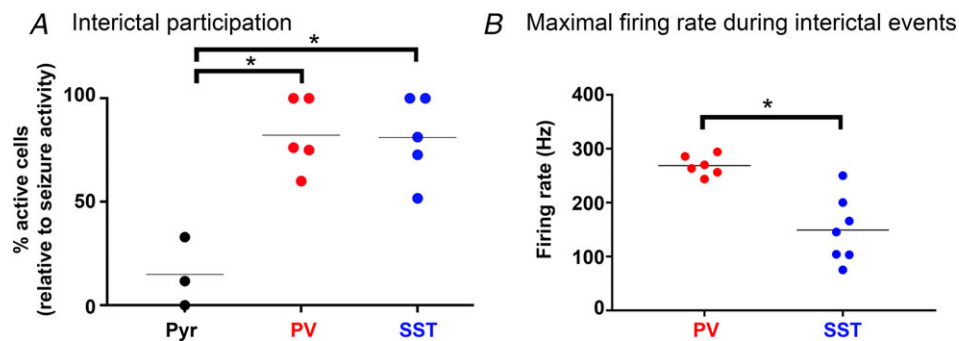 A Interictal participation
*
*
% active cells
(relative to seizure activity)
100
50
0
Pyr
PV
SST
B Maximal firing rate during interictal events
*
Firing rate (Hz)
400
300
200
100
0
PV
SST